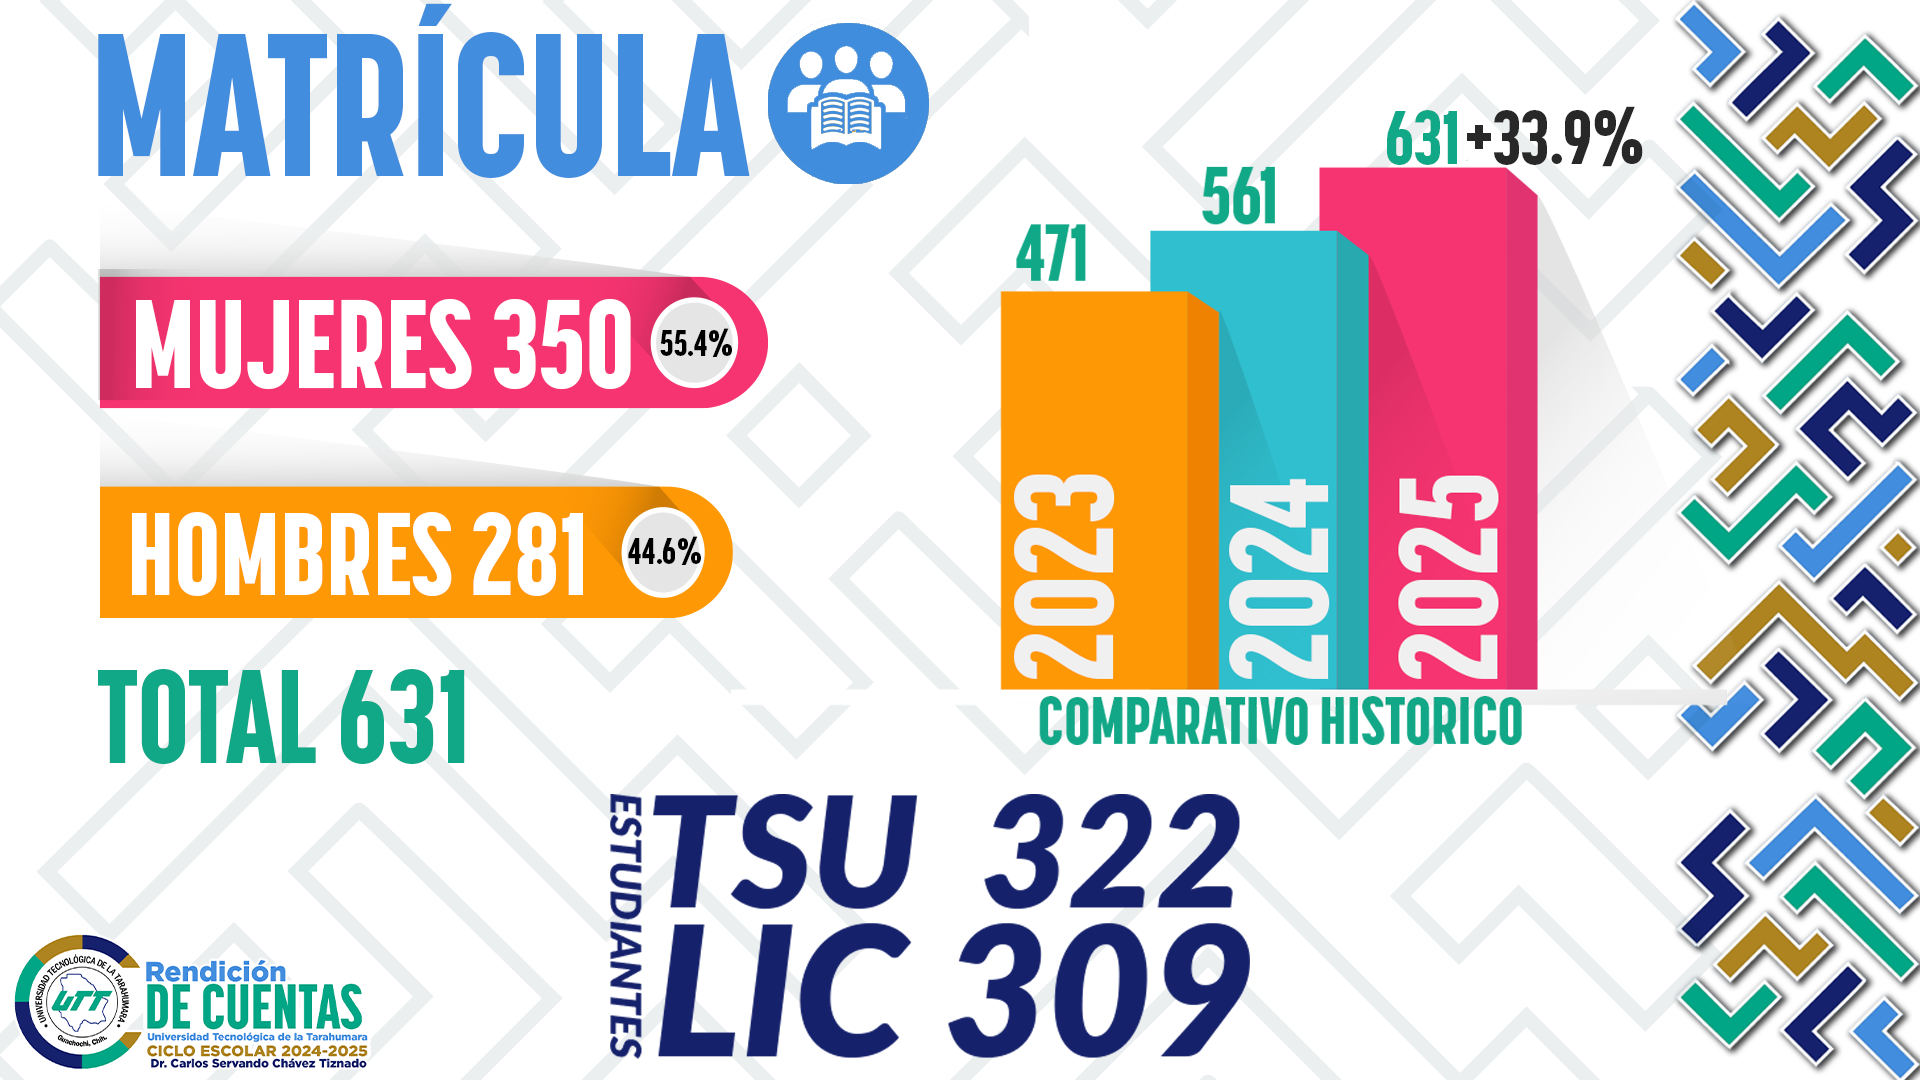 MATRÍCULA
MUJERES 350 55.4%
HOMBRES 281 44.6%
TOTAL 631
471
561
631 +33.9%
2023
2024
2025
COMPARATIVO HISTORICO
ESTUDIANTES
TSU 322
LIC 309
UNIVERSIDAD TECNOLÓGICA DE LA TARAHUMARA
UTT
Guachochi, Chih.
Rendición
DE CUENTAS
Universidad Tecnológica de la Tarahumara
CICLO ESCOLAR 2024-2025
Dr. Carlos Servando Chávez Tiznado